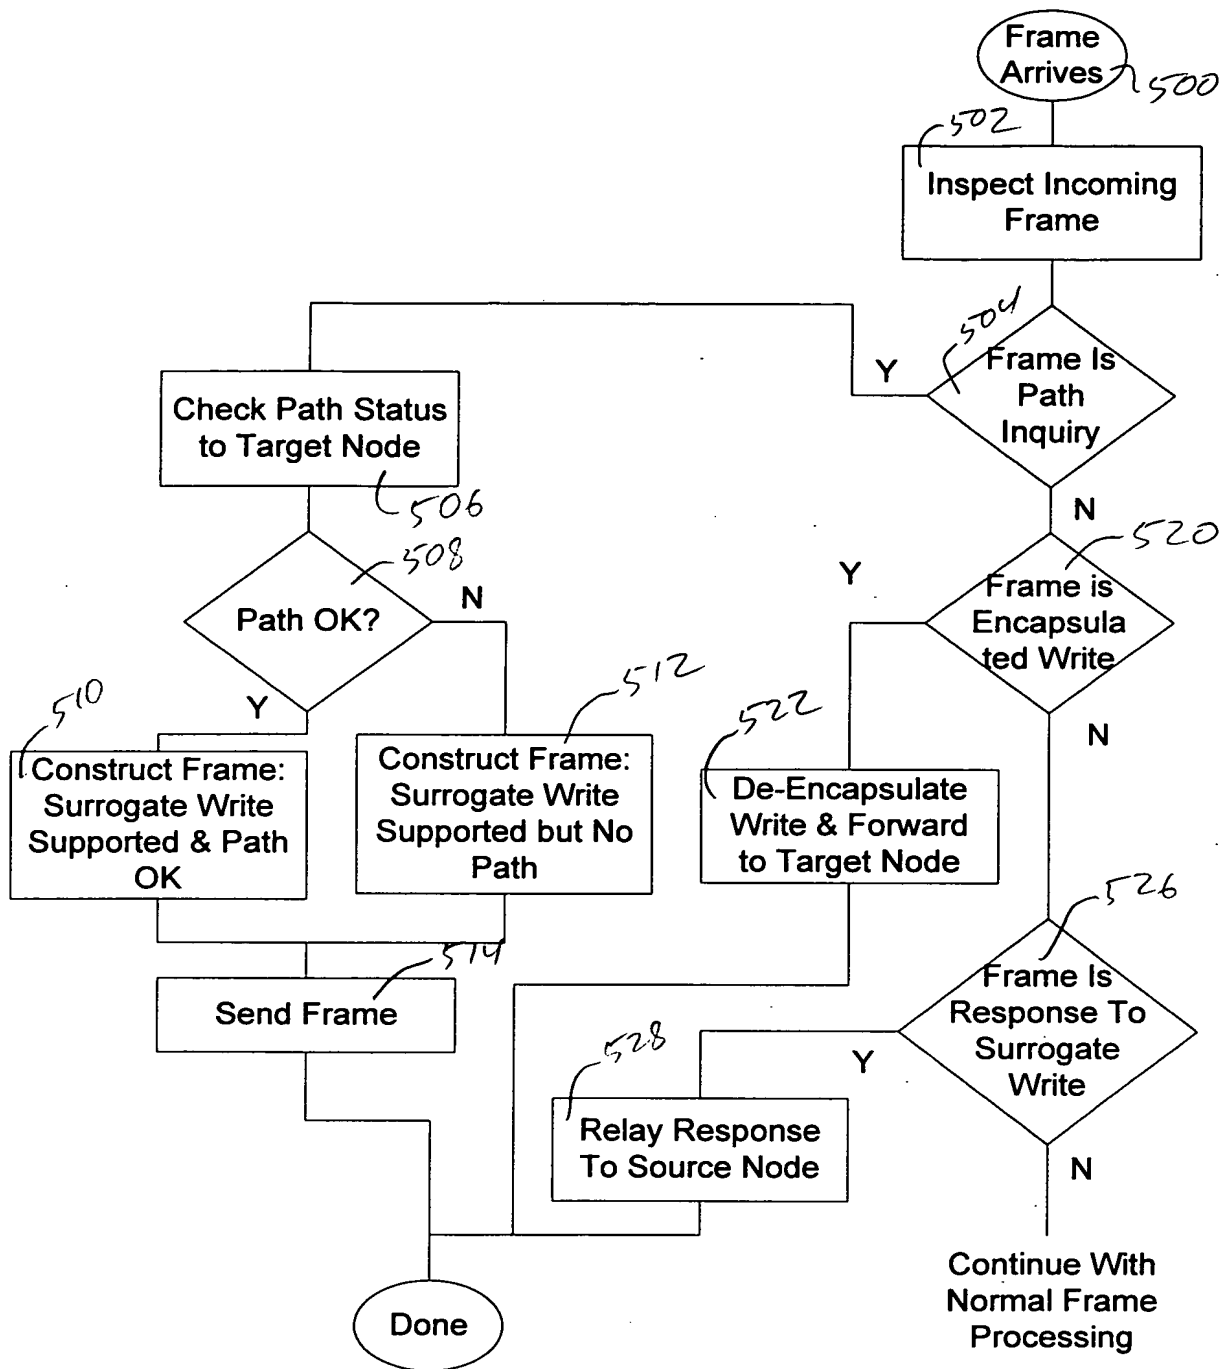 Frame
Arrives
500
502
Inspect Incoming
Frame
504
Frame Is
Path
Inquiry
Y
N
Check Path Status
to Target Node
506
508
Path OK?
N
Y
510
Construct Frame:
Surrogate Write
Supported & Path
OK
512
Construct Frame:
Surrogate Write
Supported but No
Path
514
Send Frame
520
Frame is
Encapsula
ted Write
Y
N
522
De-Encapsulate
Write & Forward
to Target Node
526
Frame Is
Response To
Surrogate
Write
Y
N
528
Relay Response
To Source Node
Done
Continue With
Normal Frame
Processing